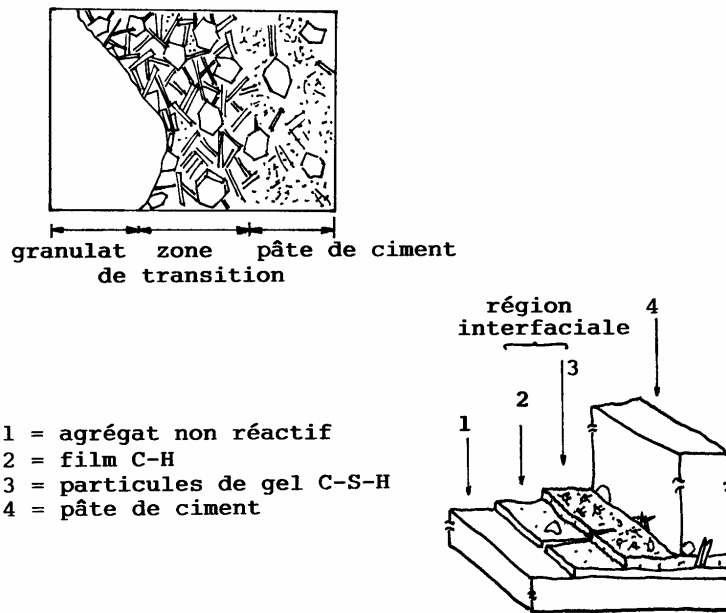 granulat zone pâte de ciment
de transition
région 4
interfaciale
3
2
1
1 = agrégat non réactif
2 = film C-H
3 = particules de gel C-S-H
4 = pâte de ciment